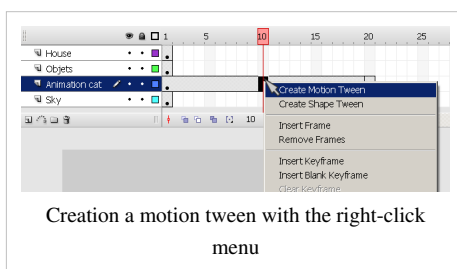 1 5 10 15 20 25
House
Objets
Animation cat
Sky
10
Create Motion Tween
Create Shape Tween
Insert Frame
Remove Frames
Insert Keyframe
Insert Blank Keyframe
Clear Keyframe
Creation a motion tween with the right-click
menu